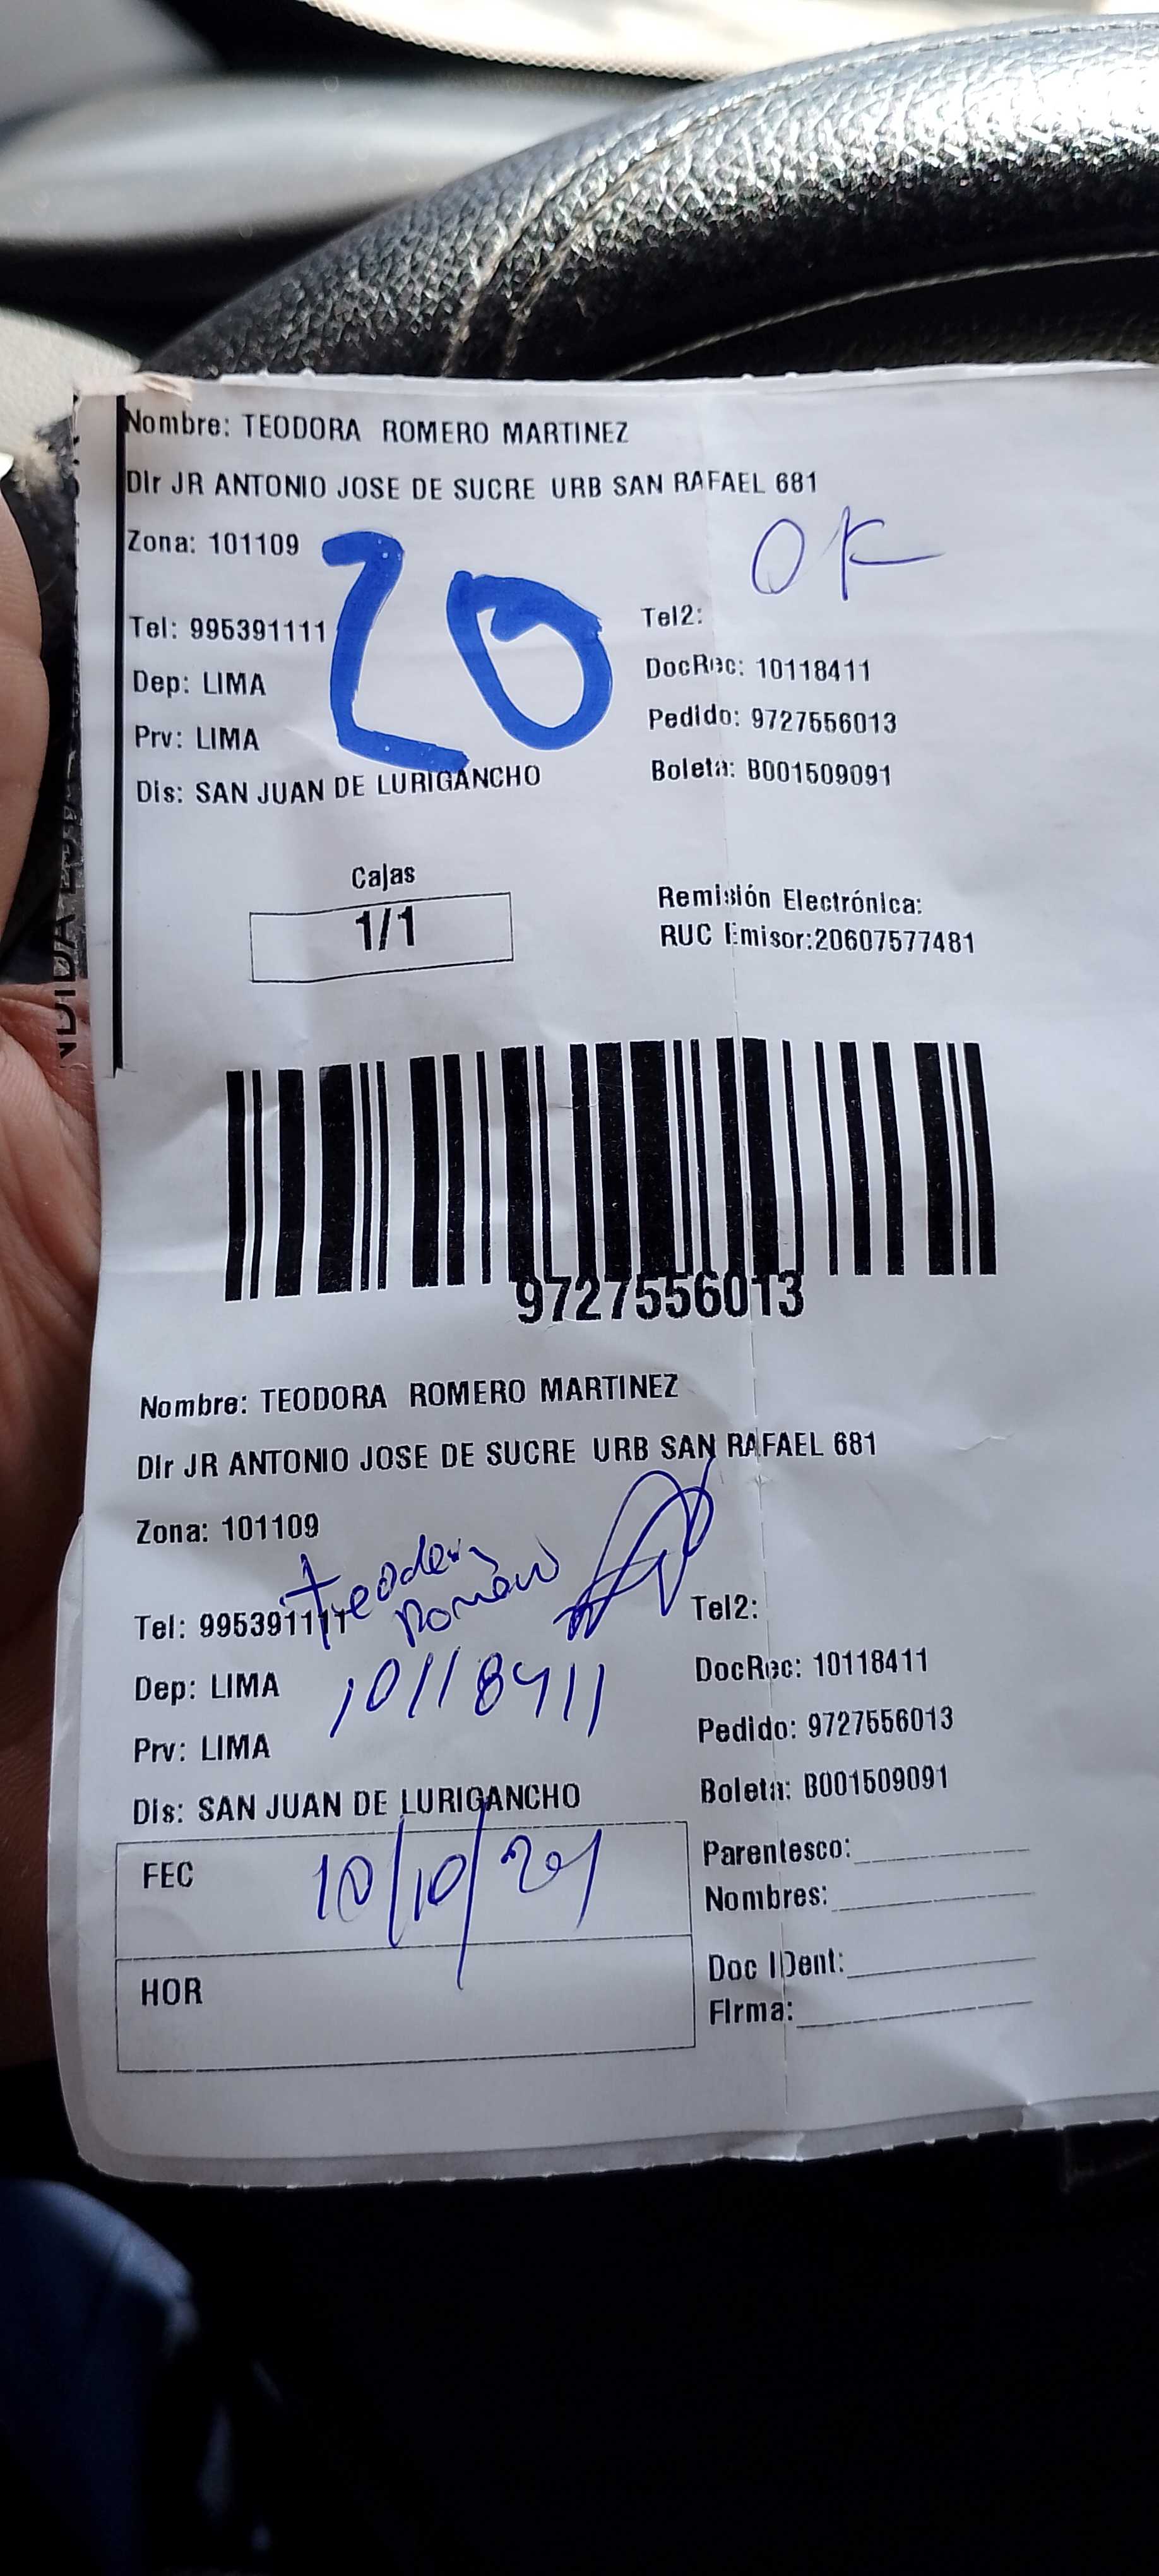 Nombre: TEODORA ROMERO MARTINEZ
Dir JR ANTONIO JOSE DE SUCRE URB SAN RAFAEL 681
Zona: 101109
OK
20
Tel: 995391111
Tel2:
Dep: LIMA
DocRec: 10118411
Prv: LIMA
Pedido: 9727556013
Dis: SAN JUAN DE LURIGANCHO
Boleta: B001509091
Cajas
1/1
Remisión Electrónica:
RUC Emisor:20607577481
9727556013
Nombre: TEODORA ROMERO MARTINEZ
Dir JR ANTONIO JOSE DE SUCRE URB SAN RAFAEL 681
Zona: 101109
Teodora
Romero
Tel: 995391111
Tel2:
10118411
Dep: LIMA
DocRec: 10118411
Prv: LIMA
Pedido: 9727556013
Dis: SAN JUAN DE LURIGANCHO
Boleta: B001509091
FEC 10/10/
Parentesco:
Nombres:
HOR
Doc IDent:
Firma: